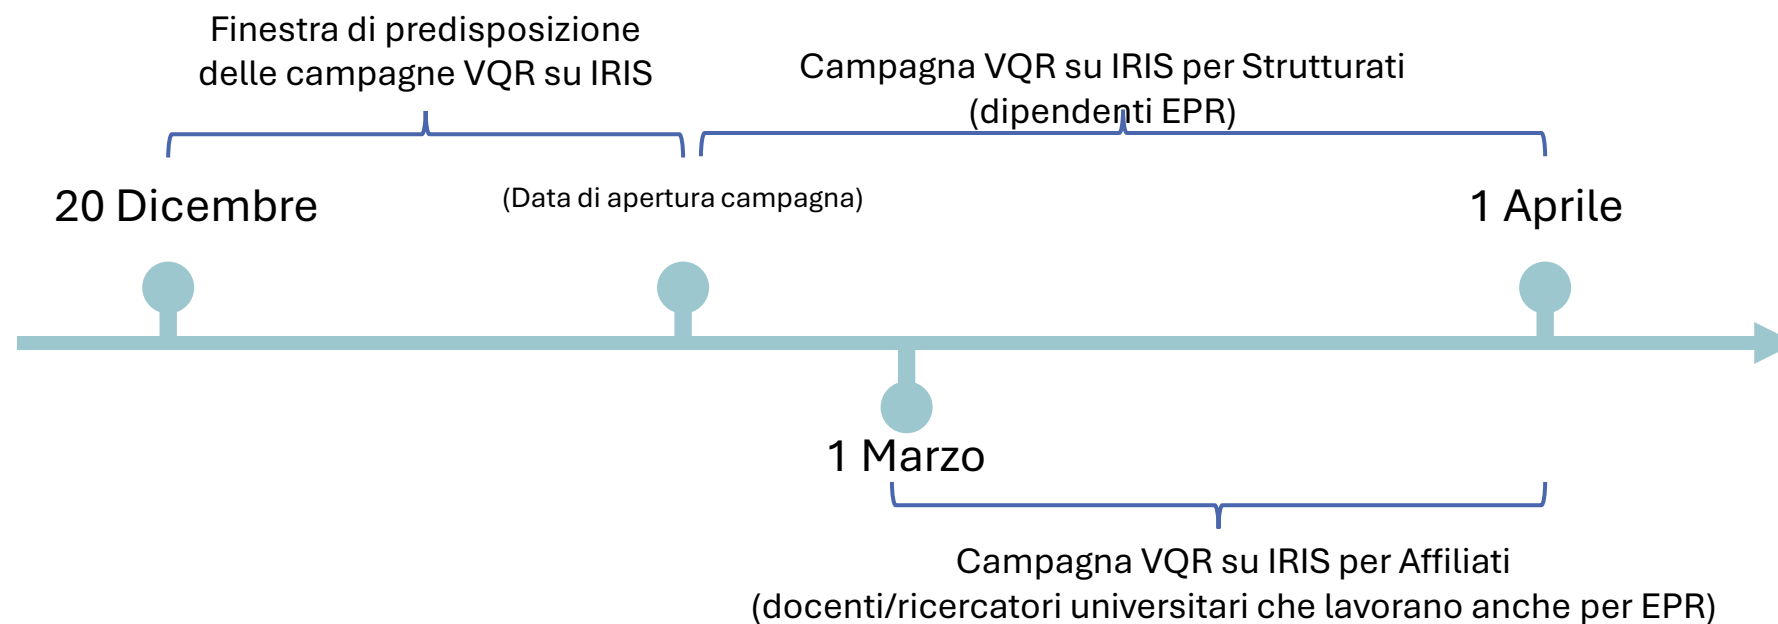 Finestra di predisposizione
delle campagne VQR su IRIS
Campagna VQR su IRIS per Strutturati
(dipendenti EPR)
20 Dicembre
(Data di apertura campagna)
1 Aprile
1 Marzo
Campagna VQR su IRIS per Affiliati
(docenti/ricercatori universitari che lavorano anche per EPR)